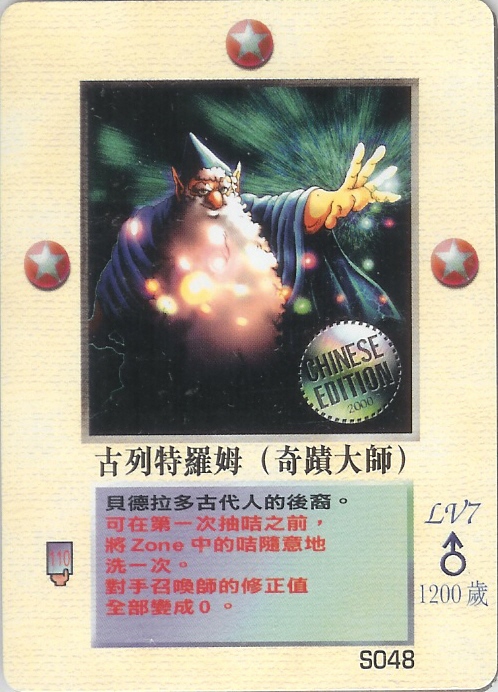 CHINESE
EDITION
2000
古列特羅姆（奇蹟大師）
貝德拉多古代人的後裔。
可在第一次抽咭之前，
將Zone中的咭隨意地
洗一次。
對手召喚師的修正值
全部變成0。
LV7
♂
1200歲
110
S048